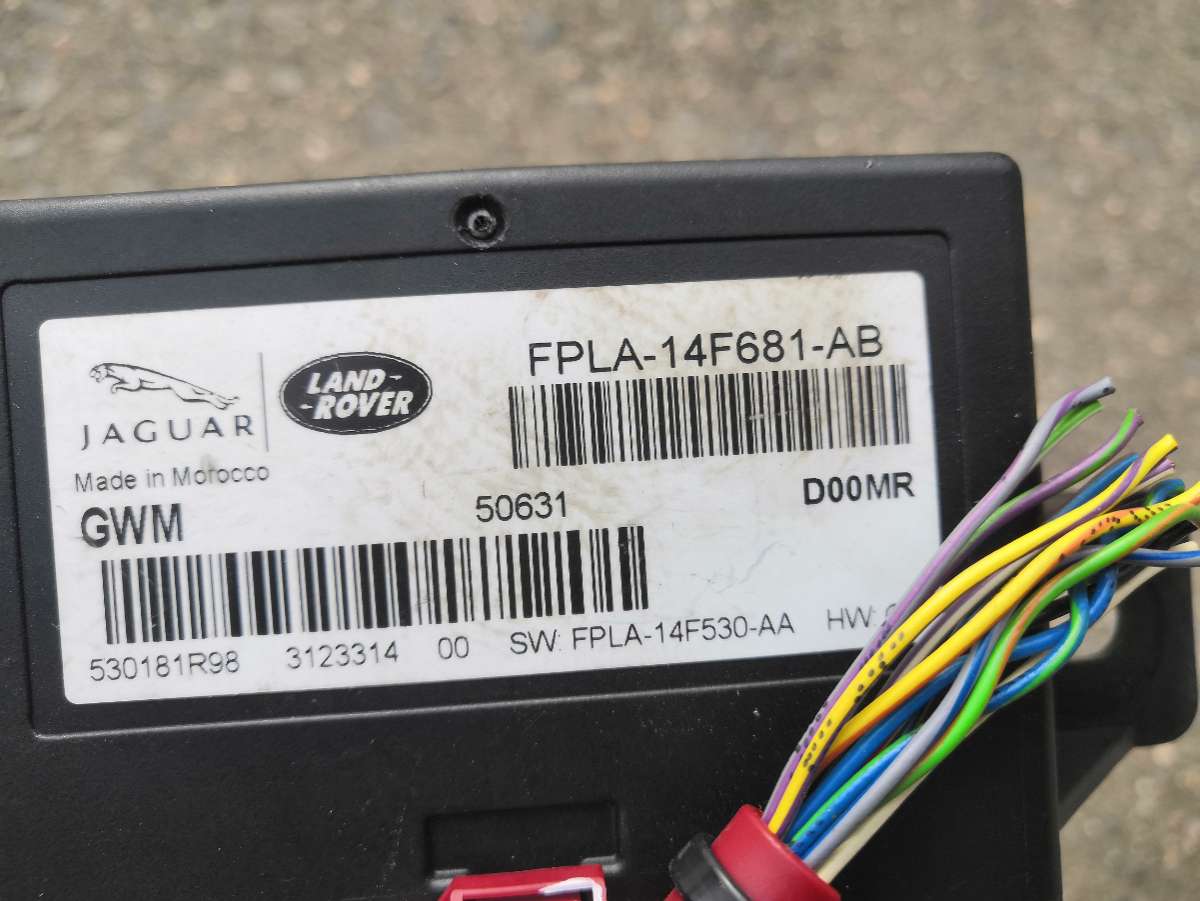 FPLA-14F681-AB
JAGUAR
LAND-
-ROVER
Made in Morocco
GWM 50631 D00MR
530181R98 3123314 00 SW: FPLA-14F530-AA HW: